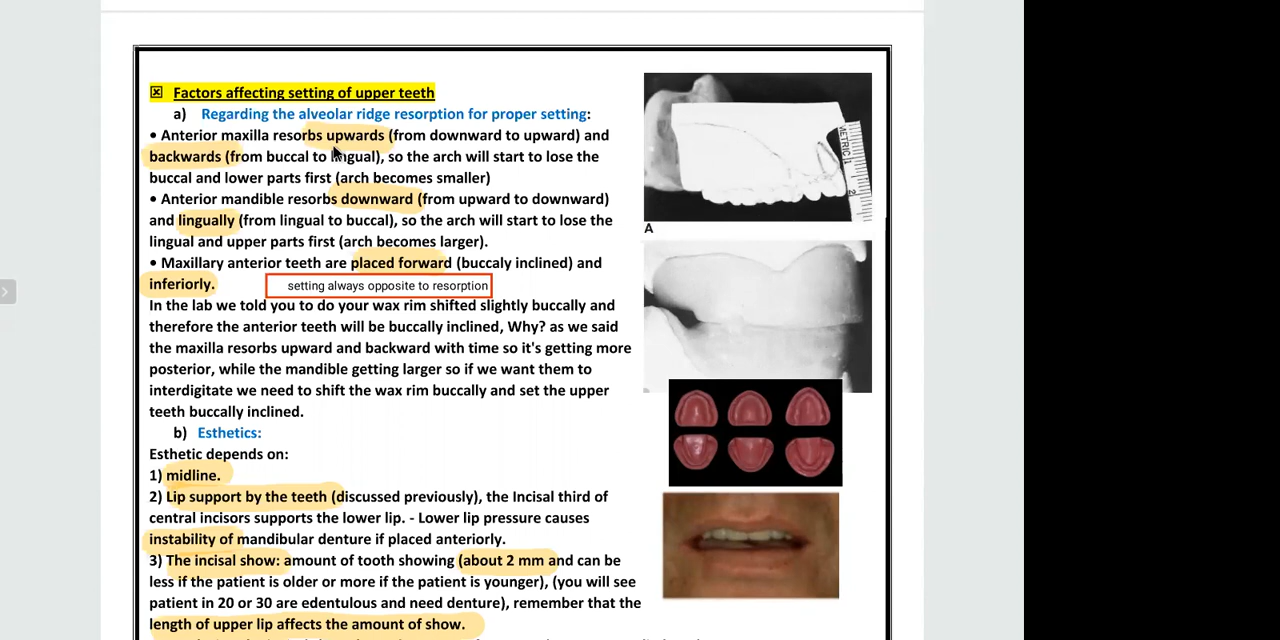 ☒ Factors affecting setting of upper teeth
a) Regarding the alveolar ridge resorption for proper setting:
• Anterior maxilla resorbs upwards (from downward to upward) and
backwards (from buccal to lingual), so the arch will start to lose the
buccal and lower parts first (arch becomes smaller)
• Anterior mandible resorbs downward (from upward to downward)
and lingually (from lingual to buccal), so the arch will start to lose the
lingual and upper parts first (arch becomes larger).
• Maxillary anterior teeth are placed forward (buccaly inclined) and
inferiorly.
setting always opposite to resorption
In the lab we told you to do your wax rim shifted slightly buccally and
therefore the anterior teeth will be buccally inclined, Why? as we said
the maxilla resorbs upward and backward with time so it's getting more
posterior, while the mandible getting larger so if we want them to
interdigitate we need to shift the wax rim buccally and set the upper
teeth buccally inclined.
b) Esthetics:
Esthetic depends on:
1) midline.
2) Lip support by the teeth (discussed previously), the Incisal third of
central incisors supports the lower lip. - Lower lip pressure causes
instability of mandibular denture if placed anteriorly.
3) The incisal show: amount of tooth showing (about 2 mm and can be
less if the patient is older or more if the patient is younger), (you will see
patient in 20 or 30 are edentulous and need denture), remember that the
length of upper lip affects the amount of show.
METRIC 1
2
A